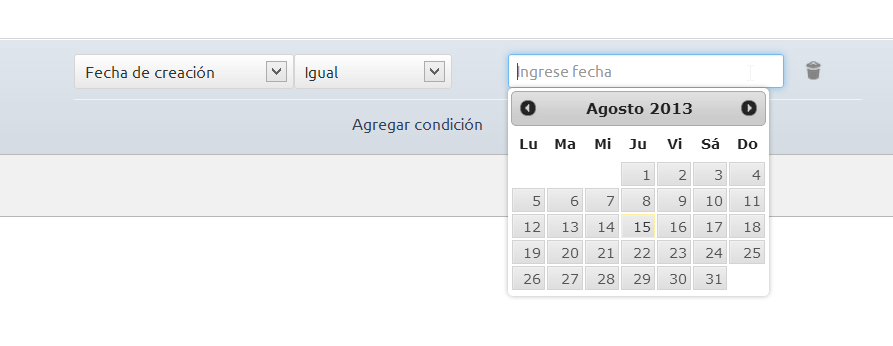 Fecha de creación Igual Ingrese fecha
Agregar condición
Agosto 2013
Lu Ma Mi Ju Vi Sá Do
1 2 3 4
5 6 7 8 9 10 11
12 13 14 15 16 17 18
19 20 21 22 23 24 25
26 27 28 29 30 31